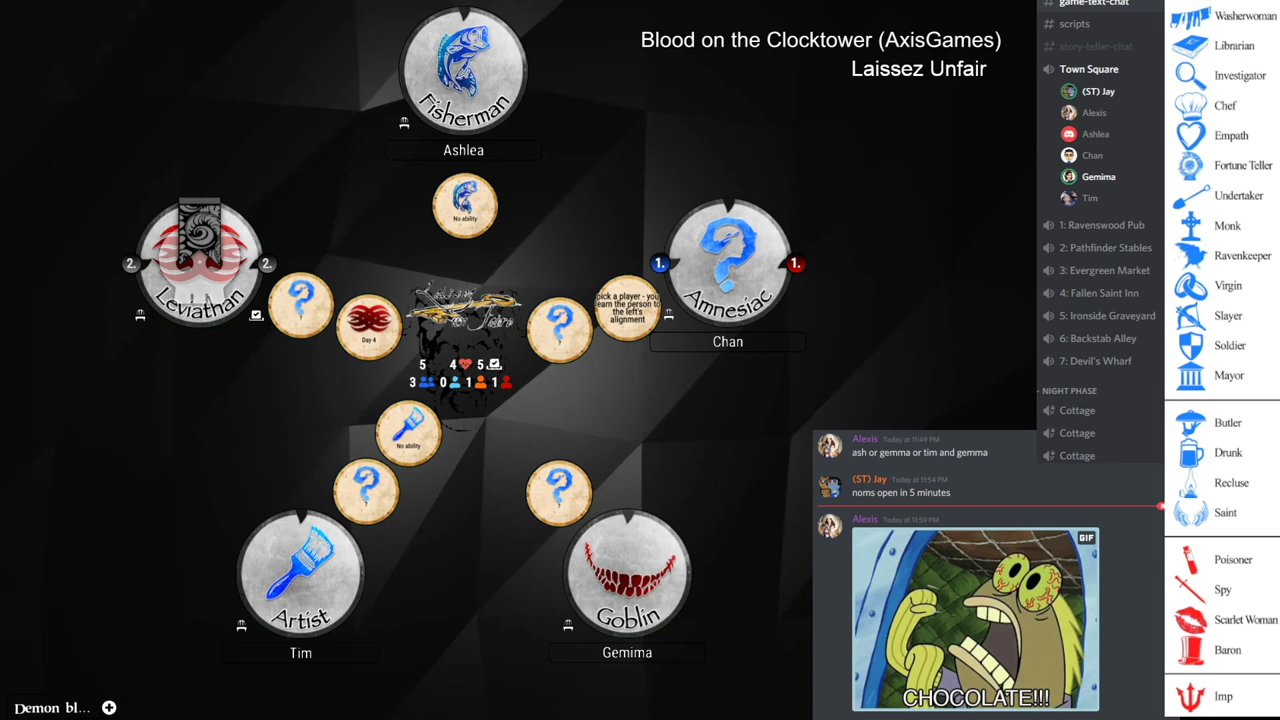 Blood on the Clocktower (AxisGames)
Laissez Unfair
Fisherman
Ashlea
No ability
Leviathan
2.
2.
Day 4
5 4 5
3 0 1 1
pick a player - you
learn the person to
the left's
alignment
1.
1.
Amnesiac
Chan
No ability
Artist
Tim
Goblin
Gemima
Demon bl...
# game-text-chat
# scripts
# story-teller-chat
Town Square
(ST) Jay
Alexis
Ashlea
Chan
Gemima
Tim
1: Ravenswood Pub
2: Pathfinder Stables
3: Evergreen Market
4: Fallen Saint Inn
5: Ironside Graveyard
6: Backstab Alley
7: Devil's Wharf
NIGHT PHASE
Cottage
Cottage
Cottage
Alexis Today at 11:49 PM
ash or gemma or tim and gemma
(ST) Jay Today at 11:54 PM
noms open in 5 minutes
Alexis Today at 11:59 PM
GIF
CHOCOLATE!!!
Washerwoman
Librarian
Investigator
Chef
Empath
Fortune Teller
Undertaker
Monk
Ravenkeeper
Virgin
Slayer
Soldier
Mayor
Butler
Drunk
Recluse
Saint
Poisoner
Spy
Scarlet Woman
Baron
Imp